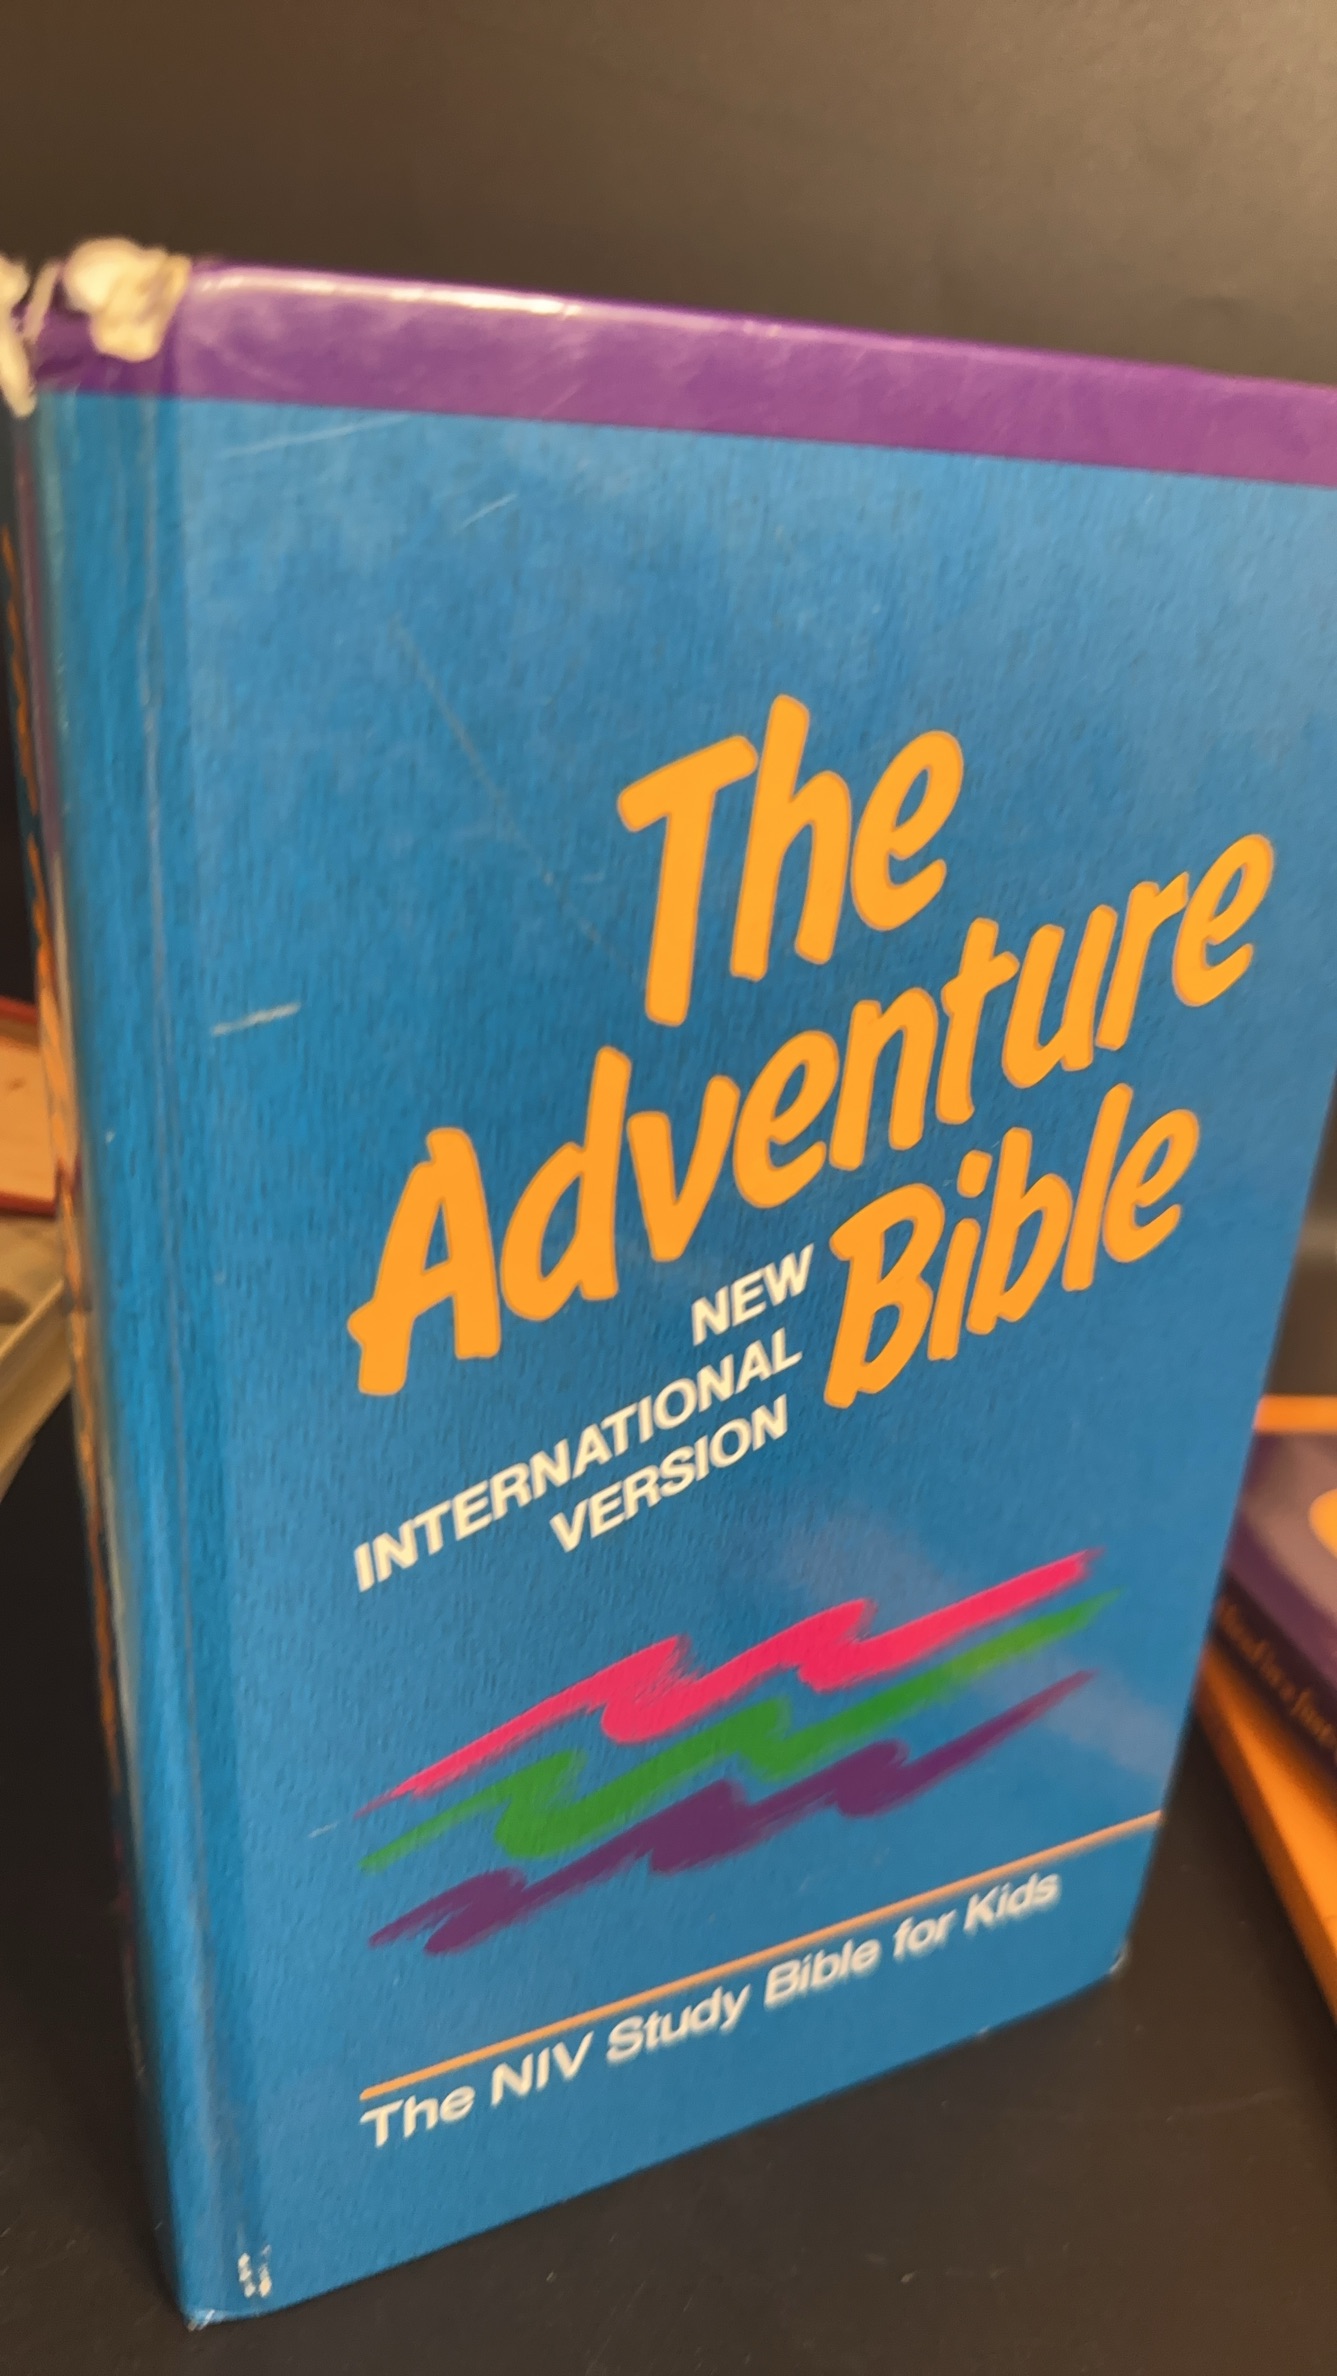 The
Adventure
Bible
NEW
INTERNATIONAL
VERSION
The NIV Study Bible for Kids